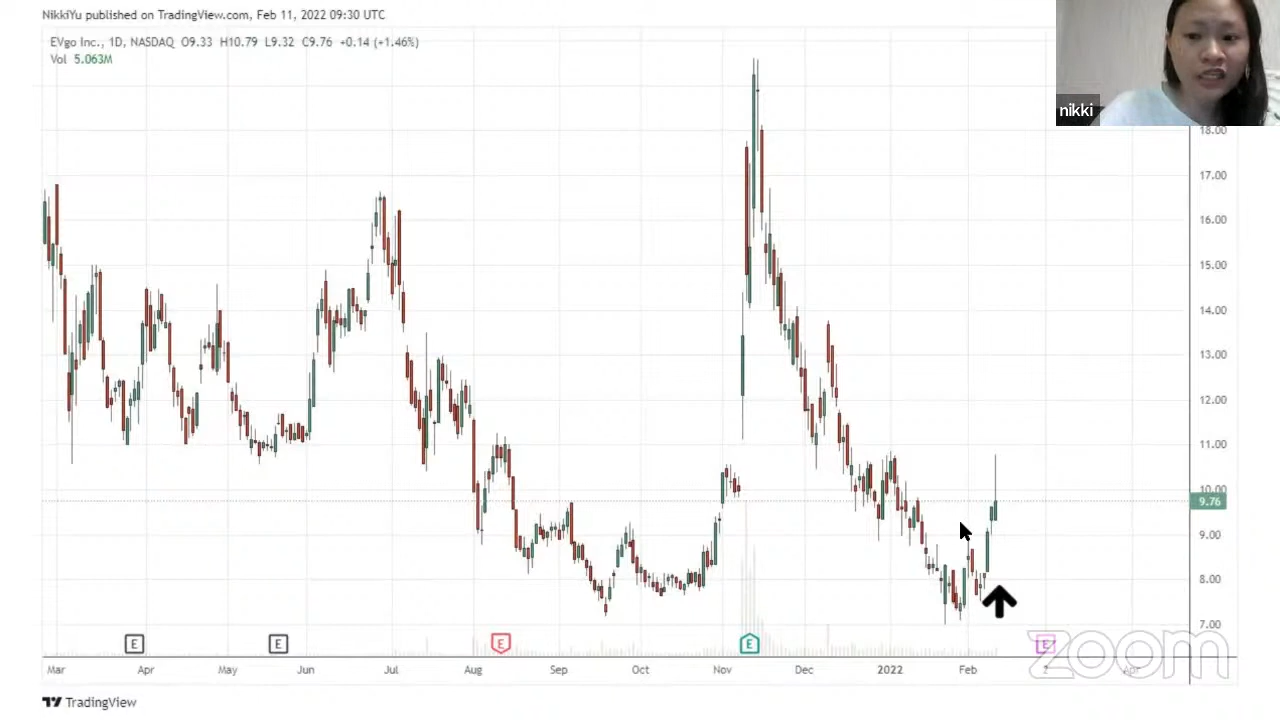 NikkiYu published on TradingView.com, Feb 11, 2022 09:30 UTC
EVgo Inc., 1D, NASDAQ O9.33 H10.79 L9.32 C9.76 +0.14 (+1.46%)
Vol 5.063M
nikki
18.00
17.00
16.00
15.00
14.00
13.00
12.00
11.00
10.00
9.76
9.00
8.00
7.00
E E E E E
zoom
Mar Apr May Jun Jul Aug Sep Oct Nov Dec 2022 Feb 2 Apr
TradingView